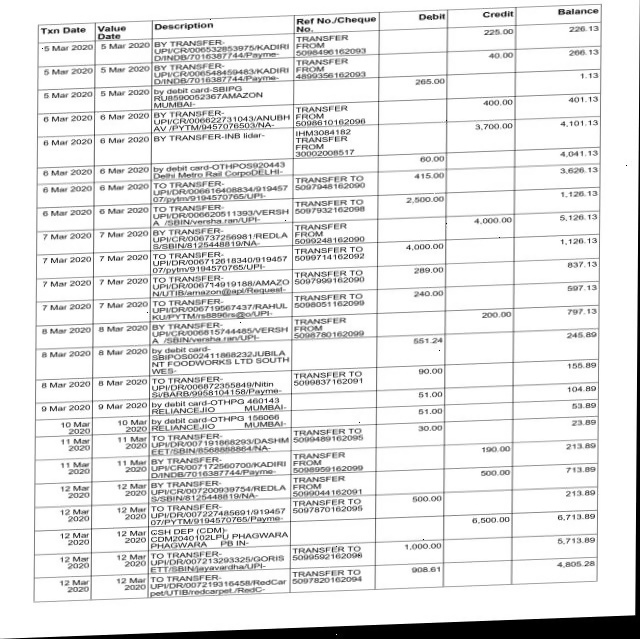 Txn Date Value Date Description Ref No./Cheque No. Debit Credit Balance
5 Mar 2020 5 Mar 2020 BY TRANSFER- TRANSFER 225.00 226.13
UPI/CR/006532853975/KADIRI FROM
D/INDB/7016387744/Payme- 5098496162093
5 Mar 2020 5 Mar 2020 BY TRANSFER- TRANSFER 40.00 266.13
UPI/CR/006548459483/KADIRI FROM
D/INDB/7016387744/Payme- 4899356162093
5 Mar 2020 5 Mar 2020 by debit card-SBIPG 265.00 1.13
RU8590052367AMAZON
MUMBAI-
6 Mar 2020 6 Mar 2020 BY TRANSFER- TRANSFER 400.00 401.13
UPI/CR/006622731043/ANUBH FROM
AV /PYTM/9457076503/NA- 5098610162096
6 Mar 2020 6 Mar 2020 BY TRANSFER-INB lidar- IHM3084182 3,700.00 4,101.13
TRANSFER
FROM
30002008517
6 Mar 2020 6 Mar 2020 by debit card-OTHPOS920443 60.00 4,041.13
Delhi Metro Rail CorpoDELHI-
6 Mar 2020 6 Mar 2020 TO TRANSFER- TRANSFER TO 415.00 3,626.13
UPI/DR/006616408834/919457 5097948162090
07/pytm/9194570765/UPI-
6 Mar 2020 6 Mar 2020 TO TRANSFER- TRANSFER TO 2,500.00 1,126.13
UPI/DR/006620511393/VERSH 5097932162098
A /SBIN/versha.ran/UPI-
7 Mar 2020 7 Mar 2020 BY TRANSFER- TRANSFER 4,000.00 5,126.13
UPI/CR/006737256981/REDLA FROM
S/SBIN/8125448819/NA- 5099248162090
7 Mar 2020 7 Mar 2020 TO TRANSFER- TRANSFER TO 4,000.00 1,126.13
UPI/DR/006712618340/919457 5099714162092
07/pytm/9194570765/UPI-
7 Mar 2020 7 Mar 2020 TO TRANSFER- TRANSFER TO 289.00 837.13
UPI/DR/006714919188/AMAZO 5097999162090
N/UTIB/amazon@apl/Request-
7 Mar 2020 7 Mar 2020 TO TRANSFER- TRANSFER TO 240.00 597.13
UPI/DR/006719567437/RAHUL 5098051162099
KU/PYTM/rs8896rs@o/UPI-
8 Mar 2020 8 Mar 2020 BY TRANSFER- TRANSFER 200.00 797.13
UPI/CR/006815744485/VERSH FROM
A /SBIN/versha.ran/UPI- 5098780162099
8 Mar 2020 8 Mar 2020 by debit card- 551.24 245.89
SBIPOS002411868232JUBILA
NT FOODWORKS LTD SOUTH
WES-
8 Mar 2020 8 Mar 2020 TO TRANSFER- TRANSFER TO 90.00 155.89
UPI/DR/006872355849/Nitin 5099837162091
S/BARB/9958104158/Payme-
9 Mar 2020 9 Mar 2020 by debit card-OTHPG 460143 51.00 104.89
RELIANCEJIO MUMBAI-
10 Mar 2020 10 Mar 2020 by debit card-OTHPG 156066 51.00 53.89
RELIANCEJIO MUMBAI-
11 Mar 2020 11 Mar 2020 TO TRANSFER- TRANSFER TO 30.00 23.89
UPI/DR/007191868293/DASHM 5099489162095
EET/SBIN/8568888864/NA-
11 Mar 2020 11 Mar 2020 BY TRANSFER- TRANSFER 190.00 213.89
UPI/CR/007172560700/KADIRI FROM
D/INDB/7016387744/Payme- 5098959162099
12 Mar 2020 12 Mar 2020 BY TRANSFER- TRANSFER 500.00 713.89
UPI/CR/007200939754/REDLA FROM
S/SBIN/8125448819/NA- 5099044162091
12 Mar 2020 12 Mar 2020 TO TRANSFER- TRANSFER TO 500.00 213.89
UPI/DR/007227485691/919457 5097870162095
07/PYTM/9194570765/Payme-
12 Mar 2020 12 Mar 2020 CSH DEP (CDM)- 6,500.00 6,713.89
CDM2040102LPU PHAGWARA
PHAGWARA PB IN-
12 Mar 2020 12 Mar 2020 TO TRANSFER- TRANSFER TO 1,000.00 5,713.89
UPI/DR/007213293325/GORIS 5099592162096
ETT/SBIN/jayavardha/UPI-
12 Mar 2020 12 Mar 2020 TO TRANSFER- TRANSFER TO 908.61 4,805.28
UPI/DR/007219316458/RedCar 5097820162094
pet/UTIB/redcarpet./RedC-